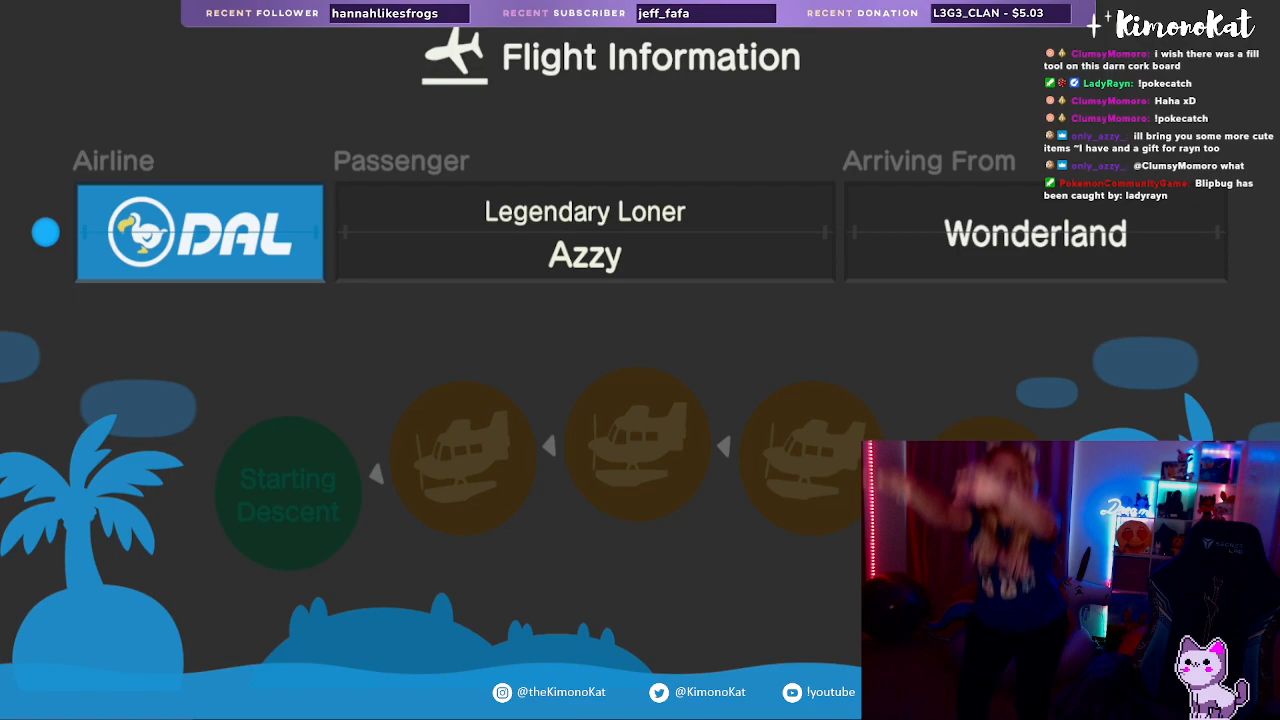 RECENT FOLLOWER hannahlikesfrogs RECENT SUBSCRIBER jeff_fafa RECENT DONATION L3G3_CLAN - $5.03
KimonoKat
Flight Information
ClumsyMomoro: i wish there was a fill
tool on this darn cork board
LadyRayn: !pokecatch
ClumsyMomoro: Haha xD
ClumsyMomoro: !pokecatch
only_azzy_: ill bring you some more cute
items ~I have and a gift for rayn too
only_azzy_: @ClumsyMomoro what
PokemonCommunityGame: Blipbug has
been caught by: ladyrayn
Airline Passenger Arriving From
DAL
Legendary Loner
Azzy
Wonderland
Starting
Descent
@theKimonoKat @KimonoKat !youtube